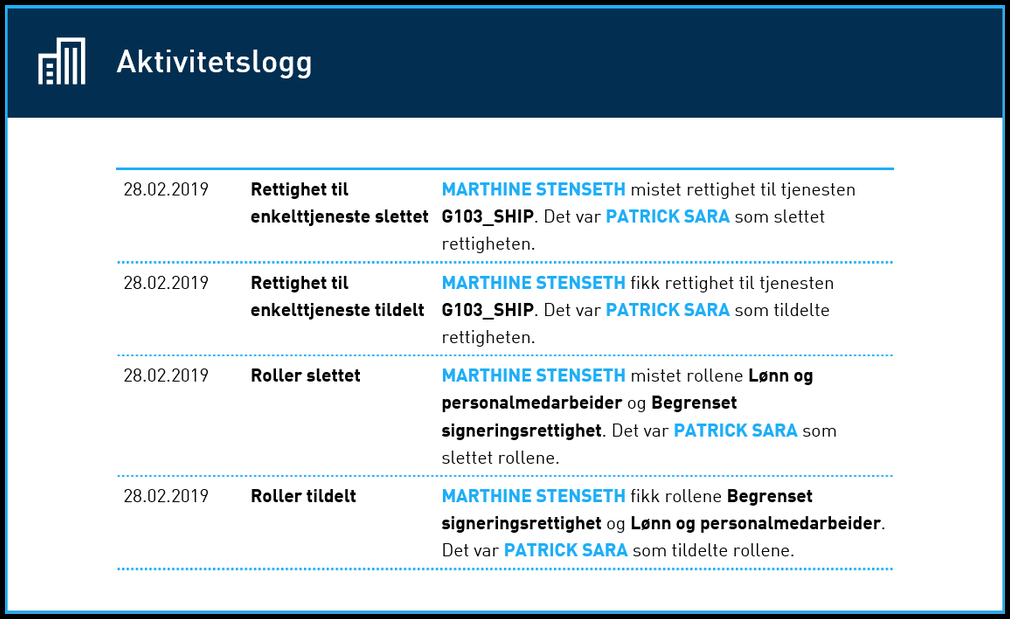 Aktivitetslogg
28.02.2019 Rettighet til MARTHINE STENSETH mistet rettighet til tjenesten
enkelttjeneste slettet G103_SHIP. Det var PATRICK SARA som slettet
rettigheten.
28.02.2019 Rettighet til MARTHINE STENSETH fikk rettighet til tjenesten
enkelttjeneste tildelt G103_SHIP. Det var PATRICK SARA som tildelte
rettigheten.
28.02.2019 Roller slettet MARTHINE STENSETH mistet rollene Lønn og
personalmedarbeider og Begrenset
signeringsrettighet. Det var PATRICK SARA som
slettet rollene.
28.02.2019 Roller tildelt MARTHINE STENSETH fikk rollene Begrenset
signeringsrettighet og Lønn og personalmedarbeider.
Det var PATRICK SARA som tildelte rollene.